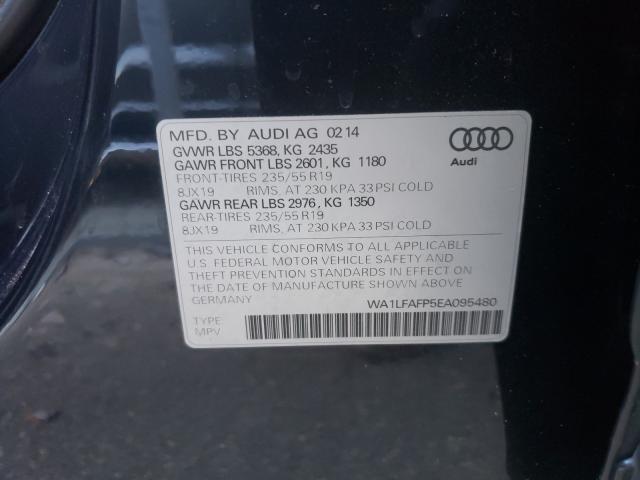 MFD. BY AUDI AG 02 14
GVWR LBS 5368, KG 2435
GAWR FRONT LBS 2601, KG 1180
FRONT-TIRES 235/55 R19
8JX19 RIMS, AT 230 KPA 33 PSI COLD
GAWR REAR LBS 2976, KG 1350
REAR-TIRES 235/55 R19
8JX19 RIMS, AT 230 KPA 33 PSI COLD
Audi
THIS VEHICLE CONFORMS TO ALL APPLICABLE
U.S. FEDERAL MOTOR VEHICLE SAFETY AND
THEFT PREVENTION STANDARDS IN EFFECT ON
THE DATE OF MANUFACTURE SHOWN ABOVE.
GERMANY
WA1LFAFP5EA095480
TYPE
MPV